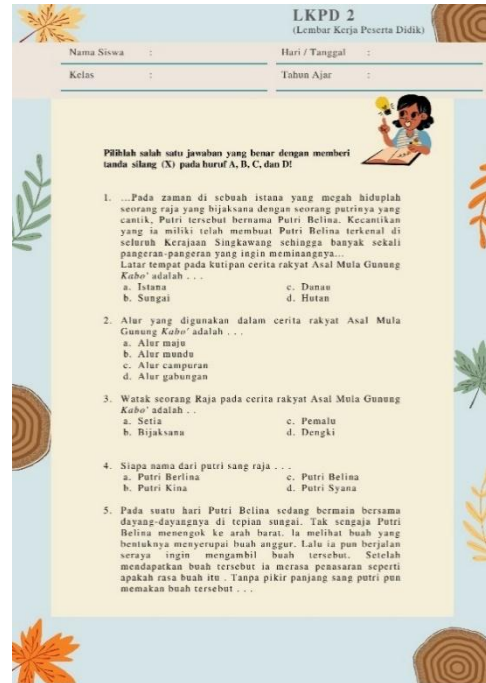 LKPD 2
(Lembar Kerja Peserta Didik)
Nama Siswa :
Hari / Tanggal :
Kelas :
Tahun Ajar :
Pilihlah salah satu jawaban yang benar dengan memberi
tanda silang (X) pada huruf A, B, C, dan D!
1. ...Pada zaman di sebuah istana yang megah hiduplah
seorang raja yang bijaksana dengan seorang putrinya yang
cantik, Putri tersebut bernama Putri Belina. Kecantikan
yang ia miliki telah membuat Putri Belina terkenal di
seluruh Kerajaan Singkawang sehingga banyak sekali
pangeran-pangeran yang ingin meminangnya...
Latar tempat pada kutipan cerita rakyat Asal Mula Gunung
Kabo' adalah . . .
a. Istana
b. Sungai
c. Danau
d. Hutan
2. Alur yang digunakan dalam cerita rakyat Asal Mula
Gunung Kabo' adalah . . .
a. Alur maju
b. Alur mundu
c. Alur campuran
d. Alur gabungan
3. Watak seorang Raja pada cerita rakyat Asal Mula Gunung
Kabo' adalah . .
a. Setia
b. Bijaksana
c. Pemalu
d. Dengki
4. Siapa nama dari putri sang raja . . .
a. Putri Berlina
b. Putri Kina
c. Putri Belina
d. Putri Syana
5. Pada suatu hari Putri Belina sedang bermain bersama
dayang-dayangnya di tepian sungai. Tak sengaja Putri
Belina menengok ke arah barat. Ia melihat buah yang
bentuknya menyerupai buah anggur. Lalu ia pun berjalan
seraya ingin mengambil buah tersebut. Setelah
mendapatkan buah tersebut ia merasa penasaran seperti
apakah rasa buah itu . Tanpa pikir panjang sang putri pun
memakan buah tersebut . . .